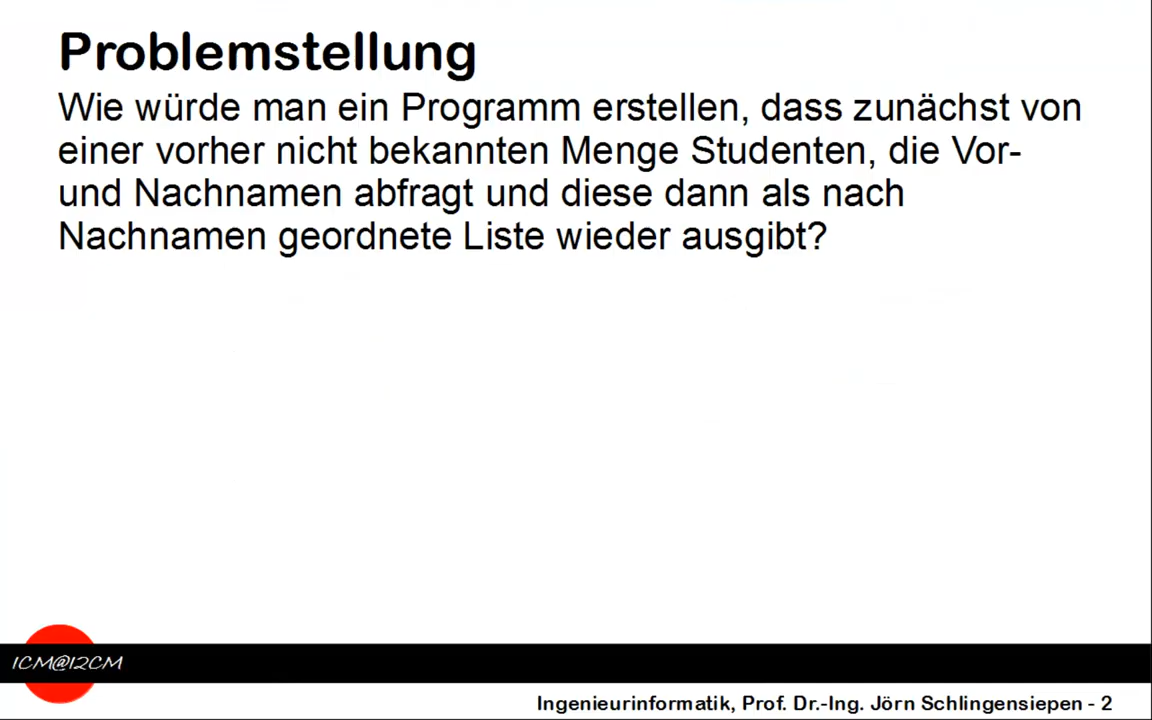 Problemstellung
Wie würde man ein Programm erstellen, dass zunächst von
einer vorher nicht bekannten Menge Studenten, die Vor-
und Nachnamen abfragt und diese dann als nach
Nachnamen geordnete Liste wieder ausgibt?
1CM@12CM
Ingenieurinformatik, Prof. Dr.-Ing. Jörn Schlingensiepen - 2